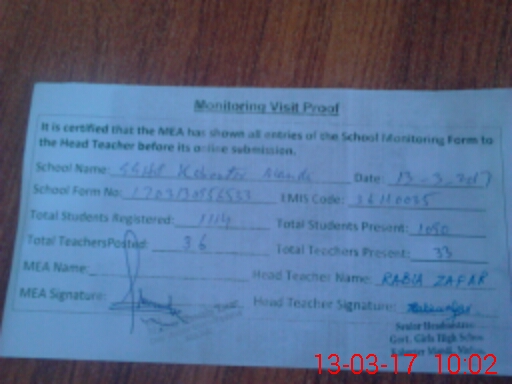 Monitoring Visit Proof
It is certified that the MEA has shown all entries of the School Monitoring Form to
the Head Teacher before its online submission.
School Name: GGHS Mandi Date: 13-3-2017
School Form No: EMIS Code:
Total Students Registered: 1114 Total Students Present: 1050
Total TeachersPosted: 36 Total Teachers Present: 33
MEA Name: Head Teacher Name: RABIA ZAFAR
MEA Signature: Head Teacher Signature:
Senior Headmistress
Govt. Girls High School
Mandi,
13-03-17 10:02